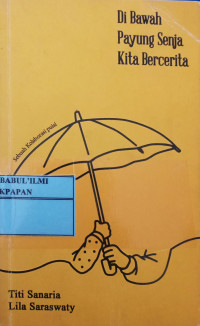 Di Bawah
Payung Senja
Kita Bercerita
Sebuah Kolaborasi puisi
BABUL'ILMI
KPAPAN
Titi Sanaria
Lila Saraswaty